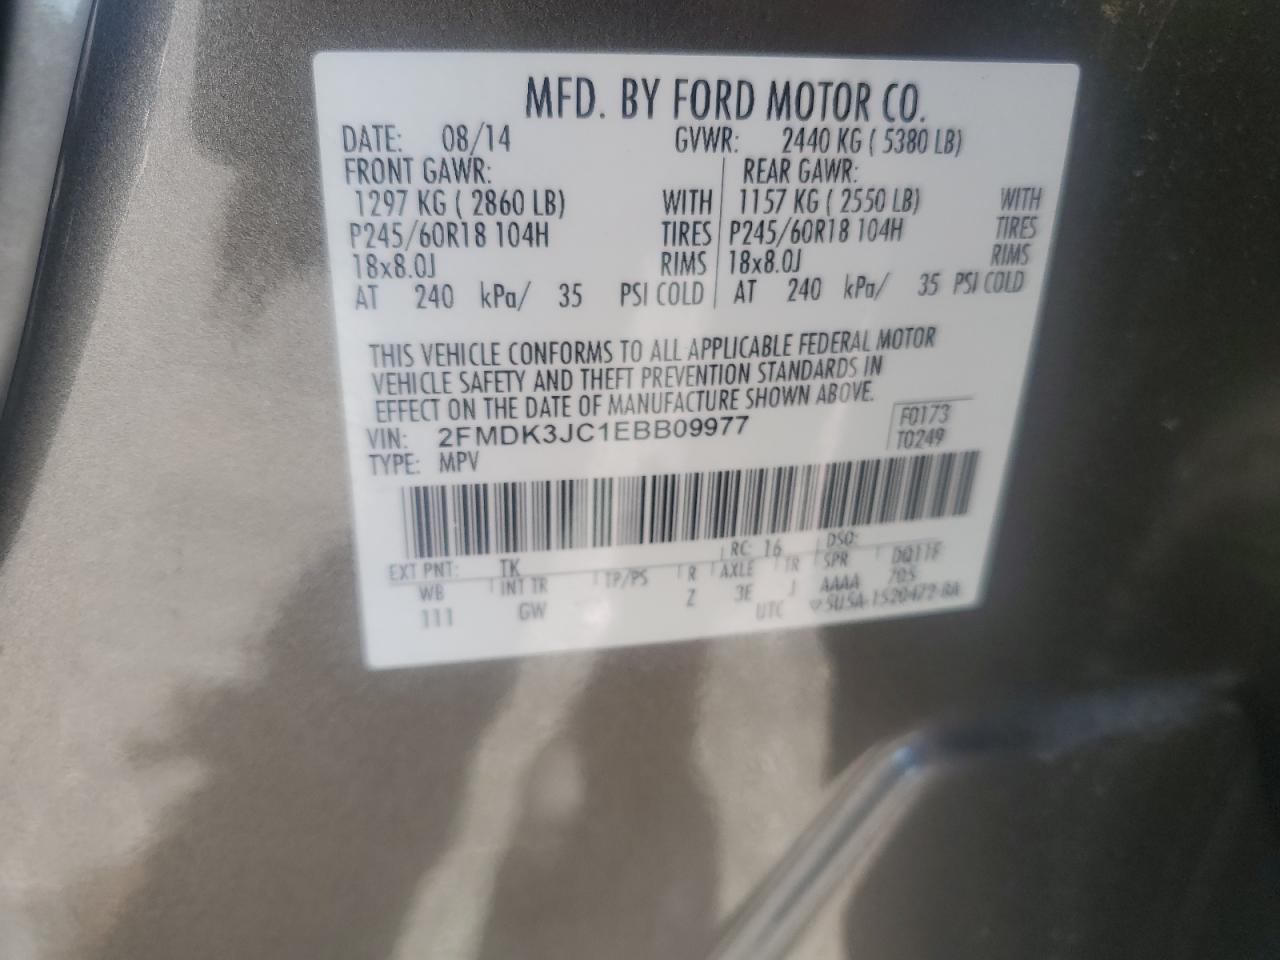 MFD. BY FORD MOTOR CO.
DATE: 08/14 GVWR: 2440 KG ( 5380 LB)
FRONT GAWR: REAR GAWR:
1297 KG ( 2860 LB) WITH 1157 KG ( 2550 LB) WITH
P245/60R18 104H TIRES P245/60R18 104H TIRES
18x8.0J RIMS 18x8.0J RIMS
AT 240 kPa/ 35 PSI COLD AT 240 kPa/ 35 PSI COLD
THIS VEHICLE CONFORMS TO ALL APPLICABLE FEDERAL MOTOR
VEHICLE SAFETY AND THEFT PREVENTION STANDARDS IN
EFFECT ON THE DATE OF MANUFACTURE SHOWN ABOVE.
VIN: 2FMDK3JC1EBB09977 F0173
TYPE: MPV T0249
EXT PNT: TK RC: 16 DSO:
WB INT TR TP/PS R AXLE TR SPR DQ11F
111 GW Z 3E J AAAA 705
UTC 5U5A-1520472-BA